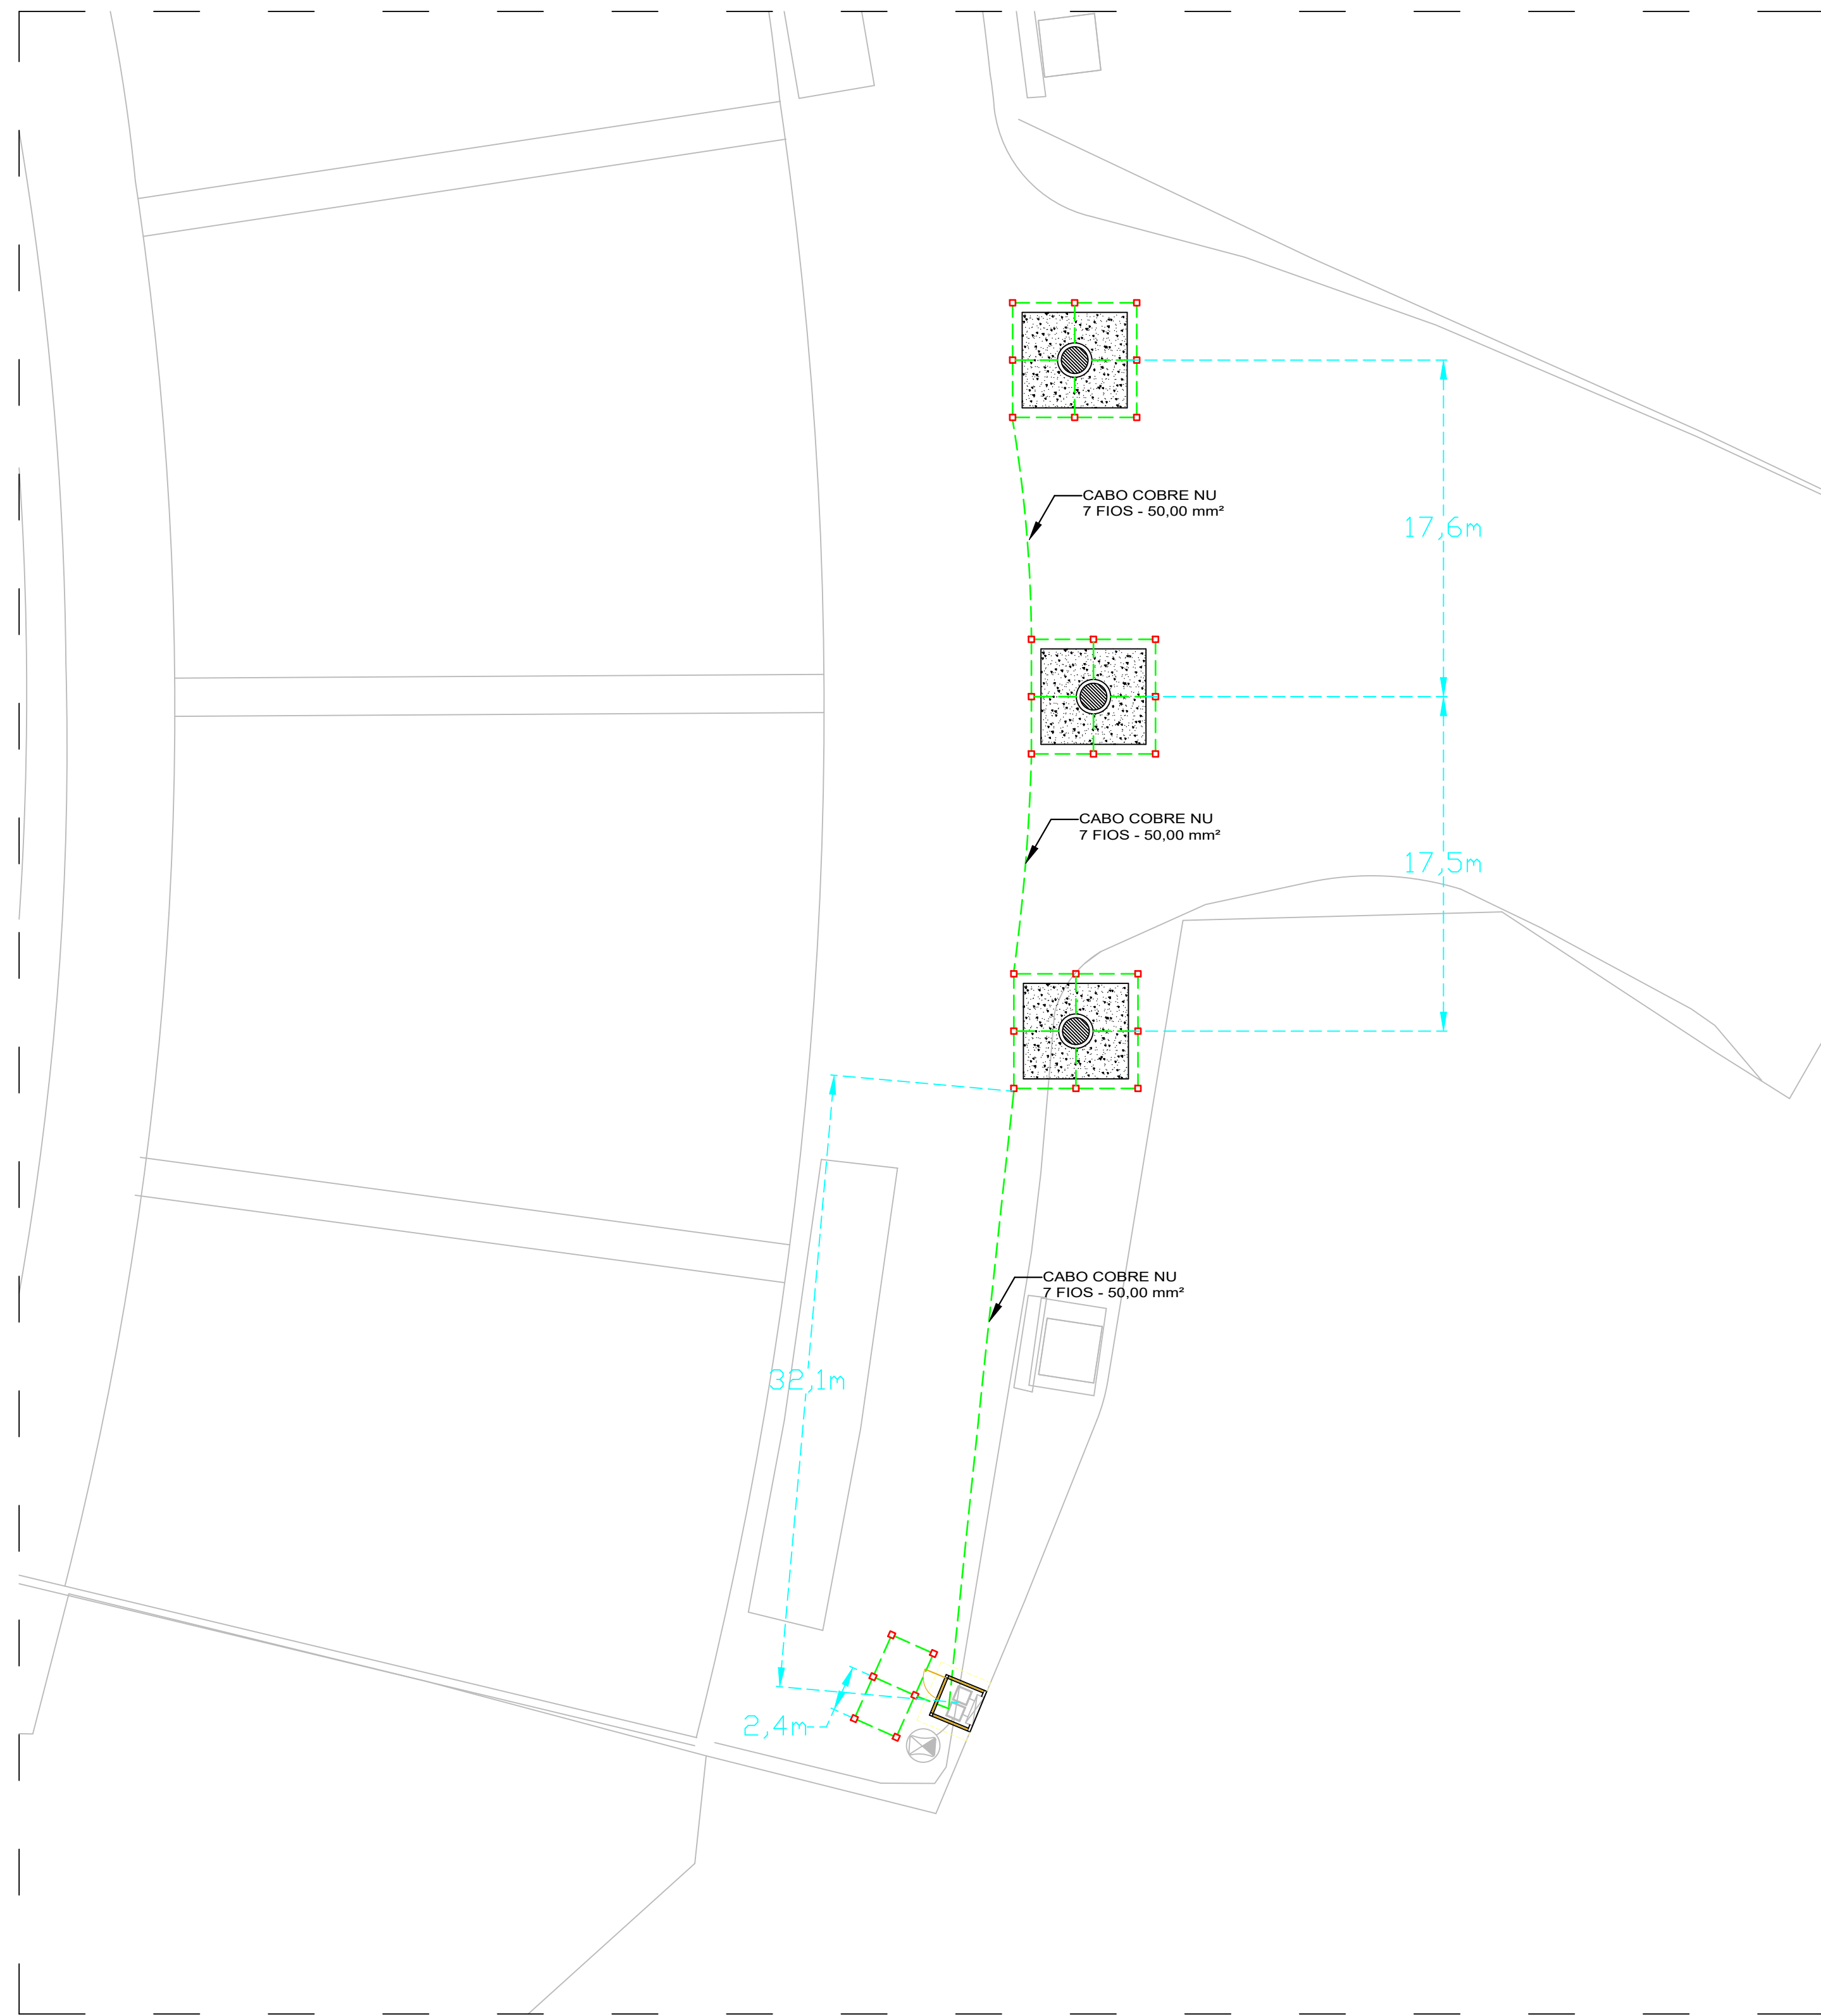 CABO COBRE NU
7 FIOS - 50,00 mm²
17,6m
CABO COBRE NU
7 FIOS - 50,00 mm²
17,5m
CABO COBRE NU
7 FIOS - 50,00 mm²
32,1m
2,4m